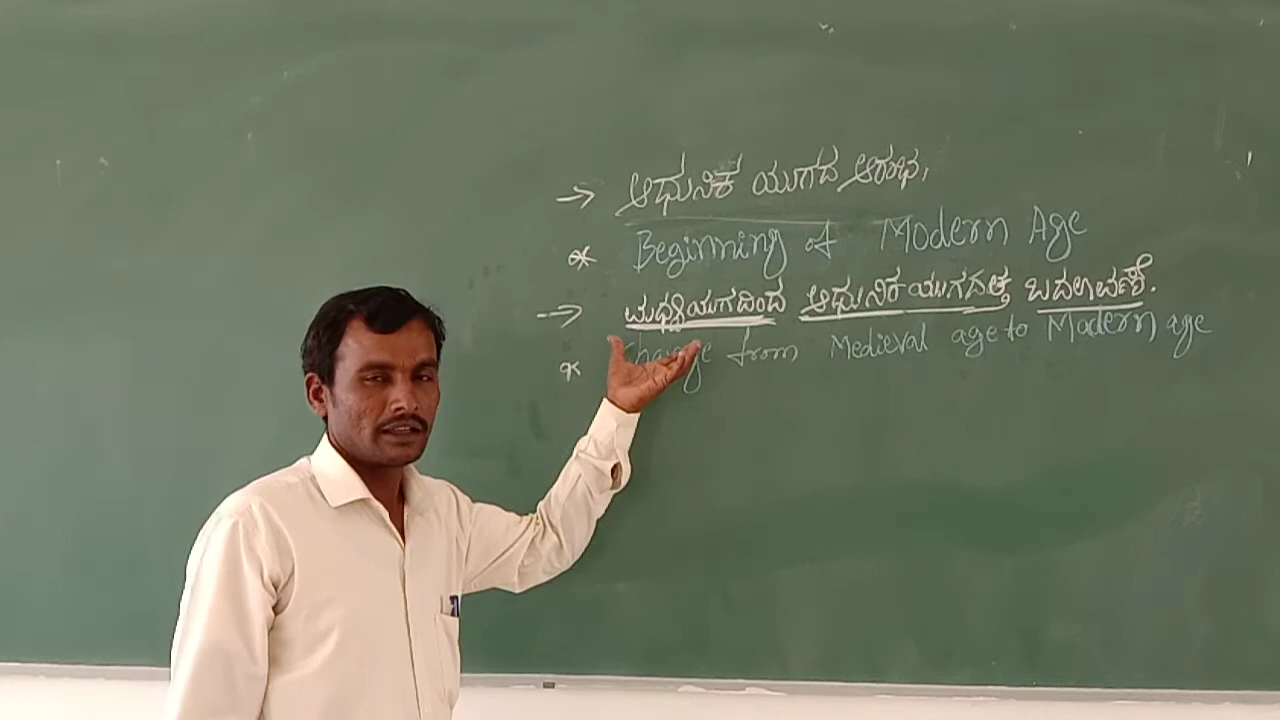 → ಆಧುನಿಕ ಯುಗದ ಆರಂಭ,
* Beginning of Modern Age
→ ಮಧ್ಯಯುಗದಿಂದ ಆಧುನಿಕಯುಗದತ್ತ ಬದಲಾವಣೆ.
* Change from Medieval age to Modern age